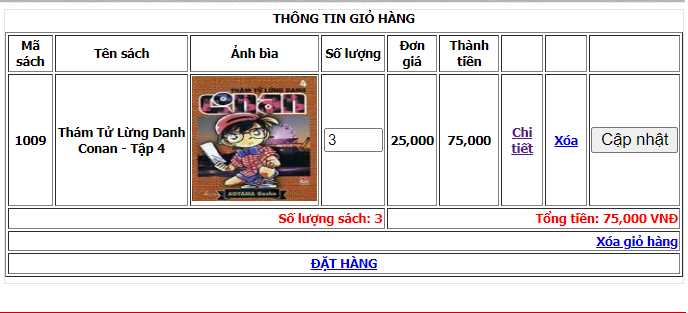 THÔNG TIN GIỎ HÀNG
Mã sách
Tên sách
Ảnh bìa
Số lượng
Đơn giá
Thành tiền
1009
Thám Tử Lừng Danh
Conan - Tập 4
THÁM TỬ LỪNG DANH
4
CONAN
AOYAMA Gosho
3
25,000
75,000
Chi
tiết
Xóa
Cập nhật
Số lượng sách: 3
Tổng tiền: 75,000 VNĐ
Xóa giỏ hàng
ĐẶT HÀNG